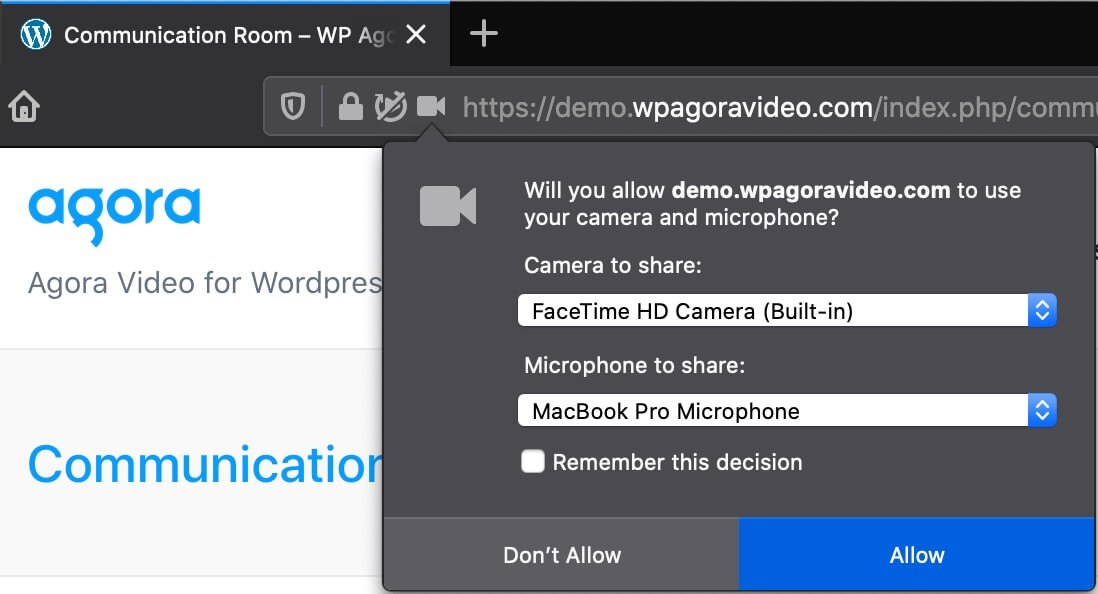 Communication Room – WP Ago
https://demo.wpagoravideo.com/index.php/commu
agora
Agora Video for Wordpres
Communication
Will you allow demo.wpagoravideo.com to use
your camera and microphone?
Camera to share:
FaceTime HD Camera (Built-in)
Microphone to share:
MacBook Pro Microphone
Remember this decision
Don’t Allow
Allow